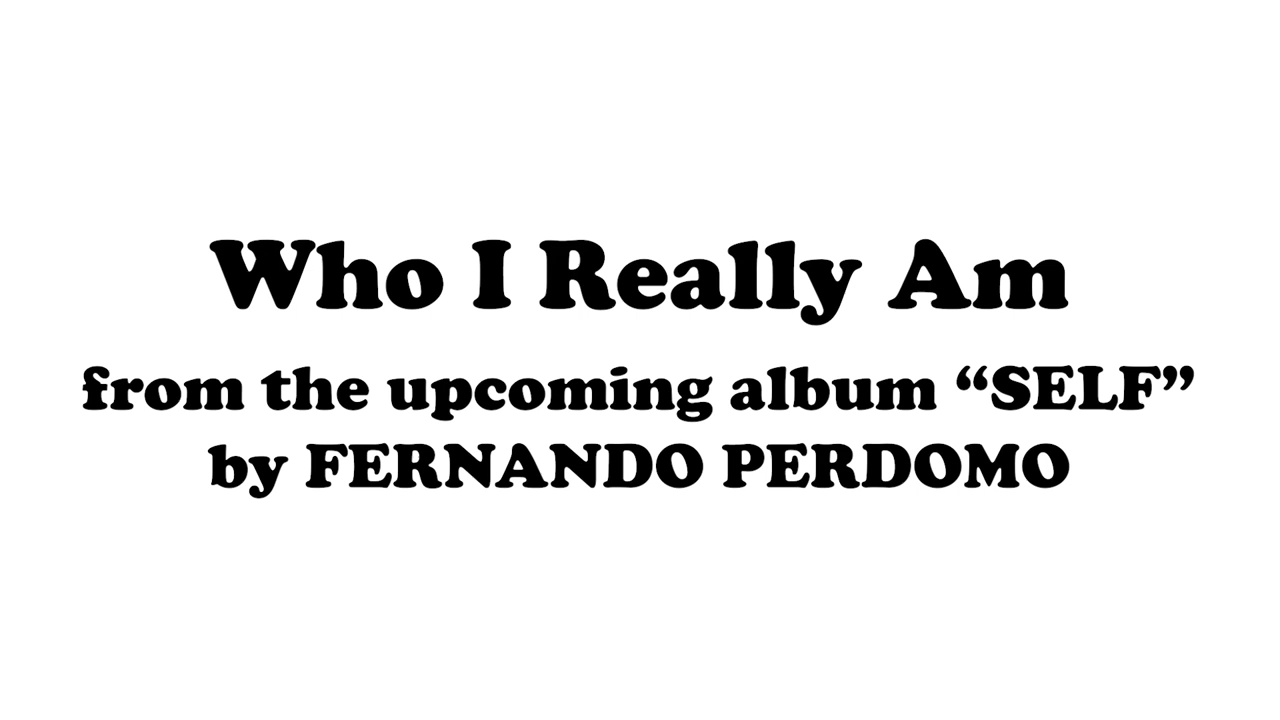 Who I Really Am
from the upcoming album “SELF”
by FERNANDO PERDOMO